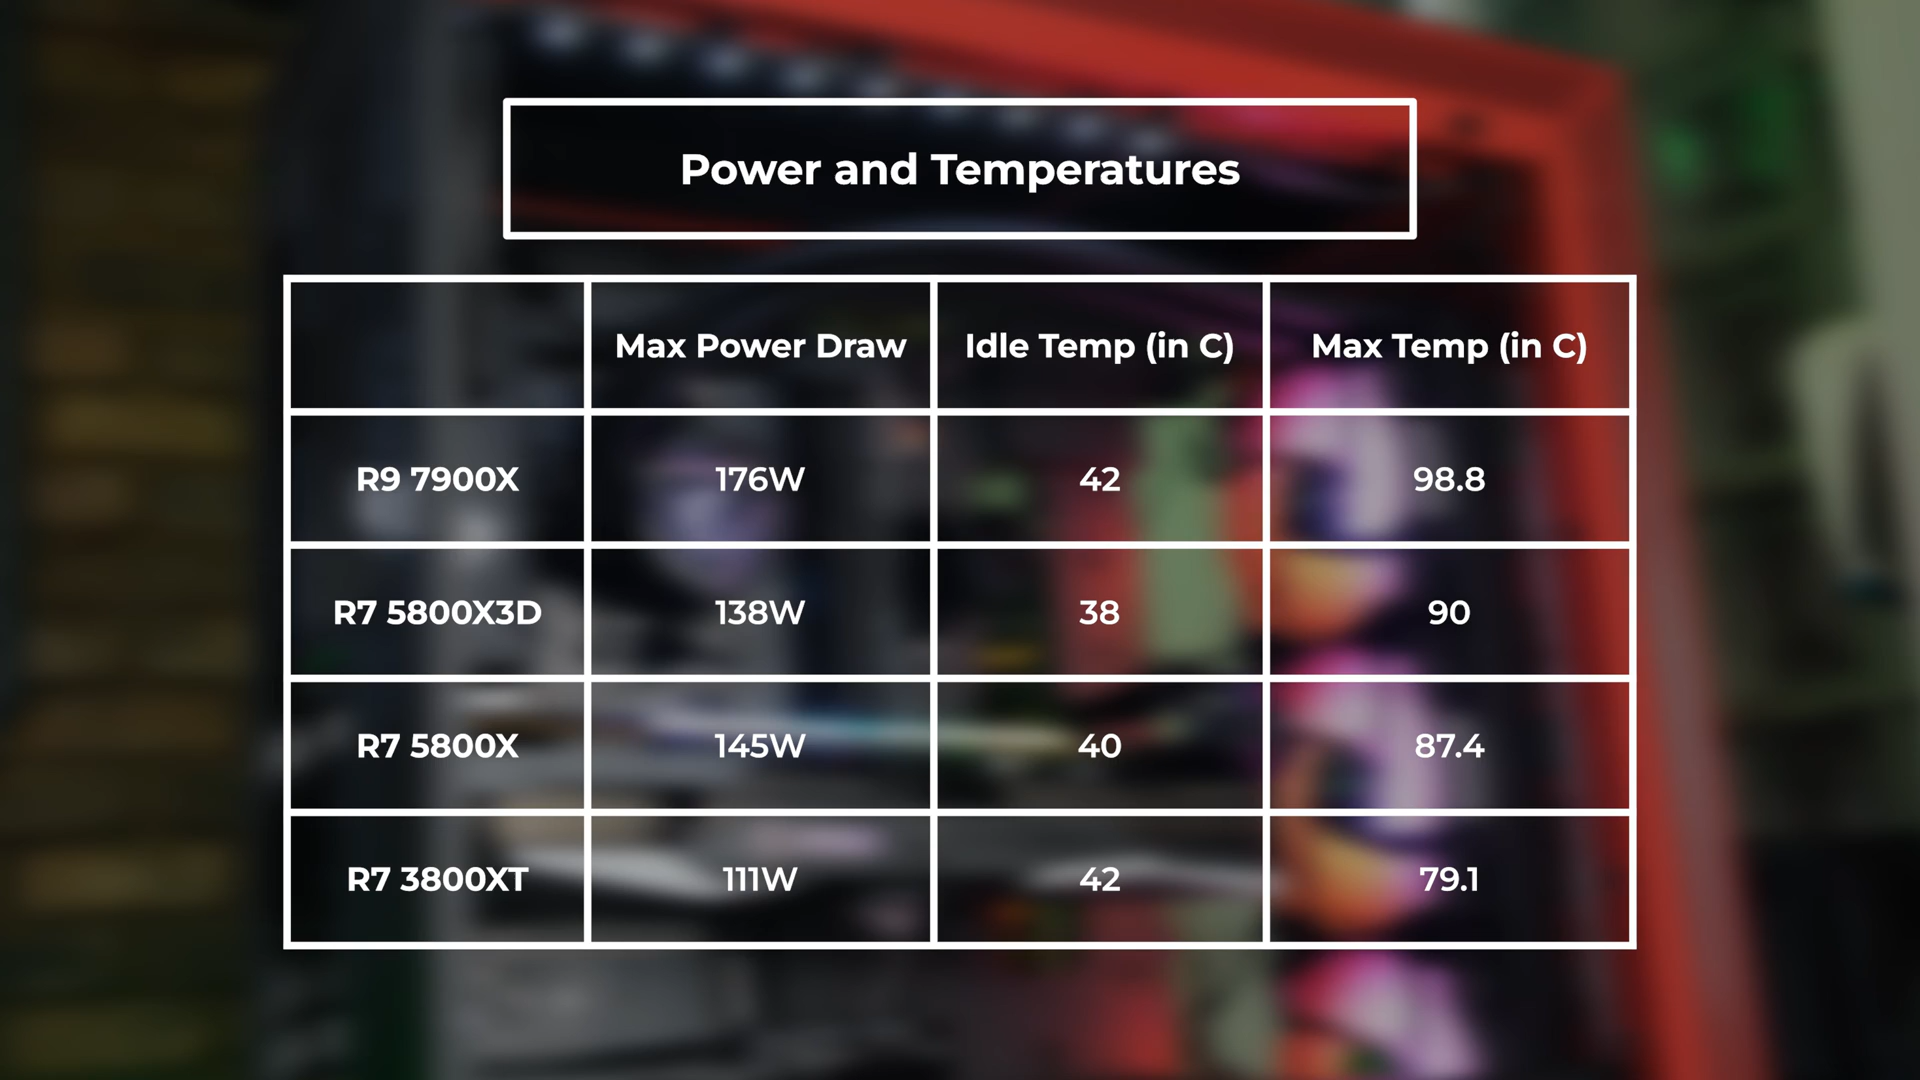 Power and Temperatures
Max Power Draw Idle Temp (in C) Max Temp (in C)
R9 7900X 176W 42 98.8
R7 5800X3D 138W 38 90
R7 5800X 145W 40 87.4
R7 3800XT 111W 42 79.1